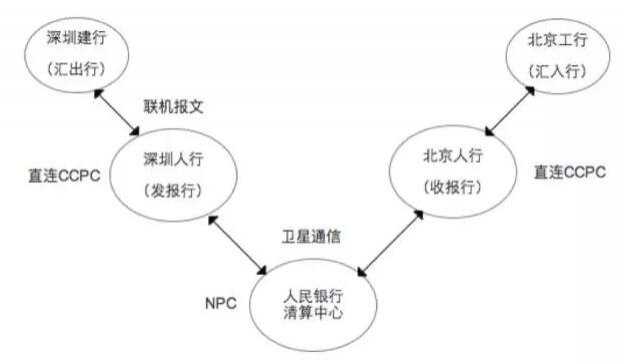 深圳建行
（汇出行）
北京工行
（汇入行）
联机报文
深圳人行
（发报行）
直连CCPC
北京人行
（收报行）
直连CCPC
卫星通信
NPC
人民银行
清算中心